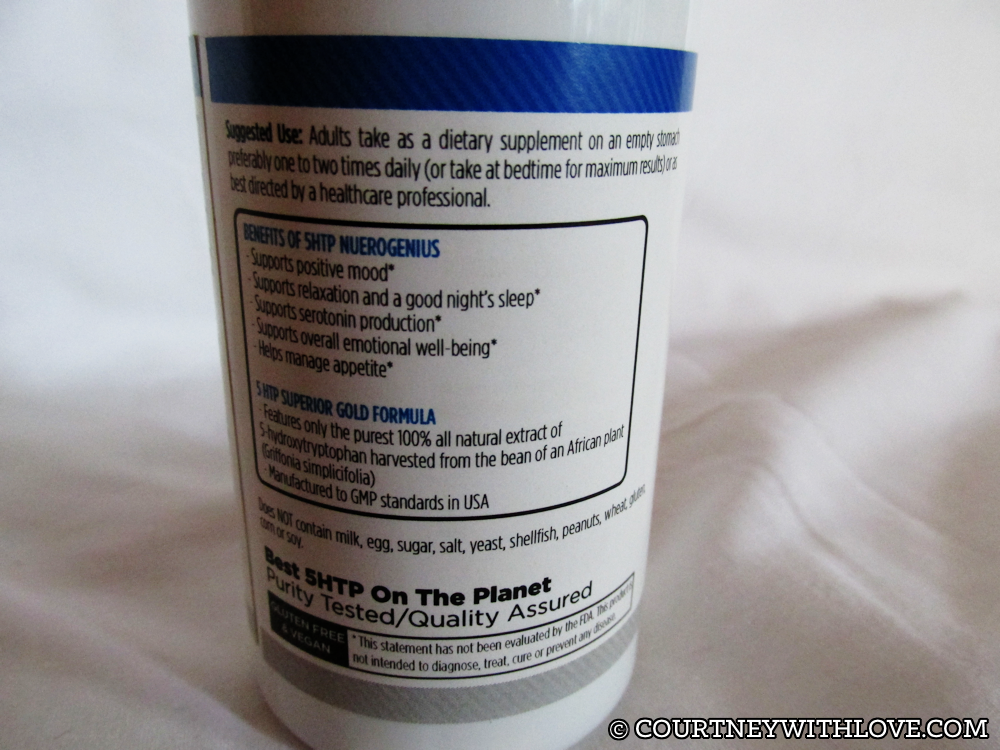 Suggested Use: Adults take as a dietary supplement on an empty stomach
preferably one to two times daily (or take at bedtime for maximum results) or as
best directed by a healthcare professional.
BENEFITS OF 5HTP NUEROGENIUS
- Supports positive mood*
- Supports relaxation and a good night's sleep*
- Supports serotonin production*
- Supports overall emotional well-being*
- Helps manage appetite*
5 HTP SUPERIOR GOLD FORMULA
- Features only the purest 100% all natural extract of
5-hydroxytryptophan harvested from the bean of an African plant
(Griffonia simplicifolia)
- Manufactured to GMP standards in USA
Does NOT contain milk, egg, sugar, salt, yeast, shellfish, peanuts, wheat, gluten,
corn or soy.
Best 5HTP On The Planet
Purity Tested/Quality Assured
GLUTEN FREE
& VEGAN
*This statement has not been evaluated by the FDA. This product is
not intended to diagnose, treat, cure or prevent any disease.
© COURTNEYWITHLOVE.COM